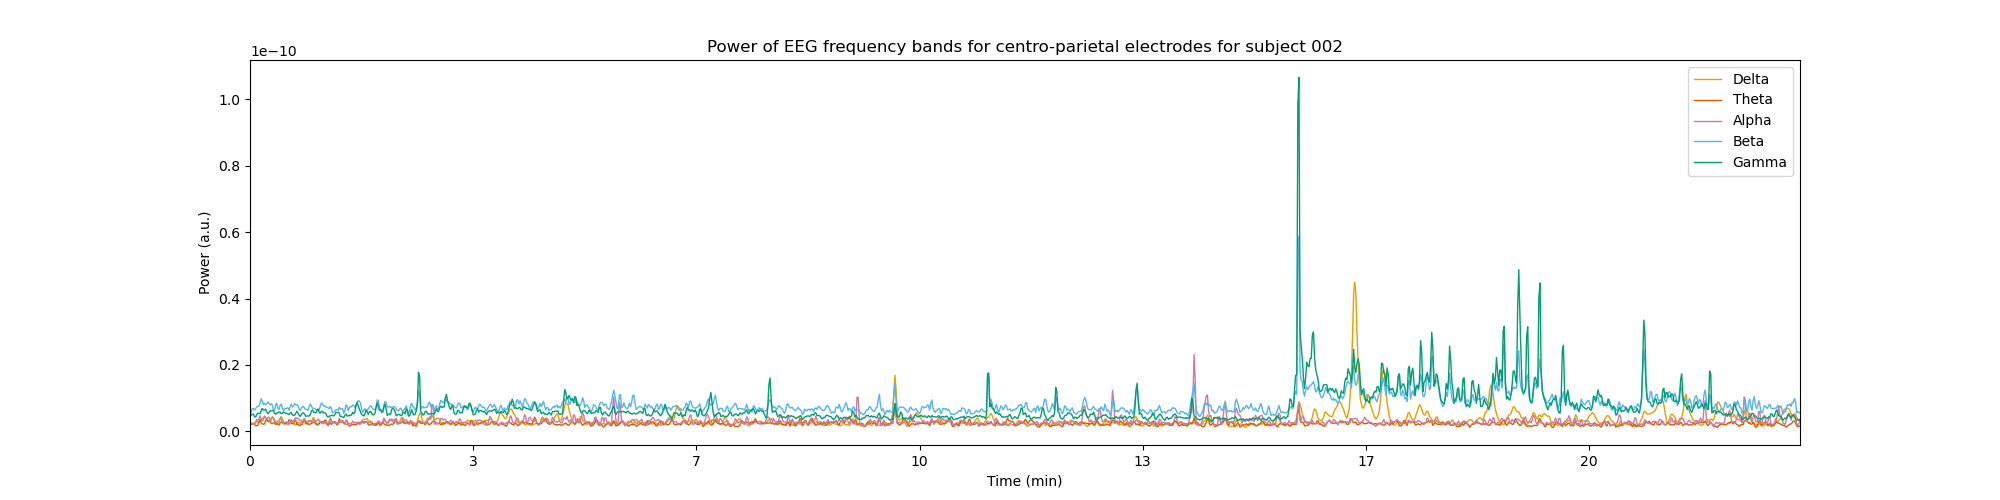 Power of EEG frequency bands for centro-parietal electrodes for subject 002
1e−10
1.0
0.8
0.6
0.4
0.2
0.0
Power (a.u.)
Delta
Theta
Alpha
Beta
Gamma
0 3 7 10 13 17 20
Time (min)